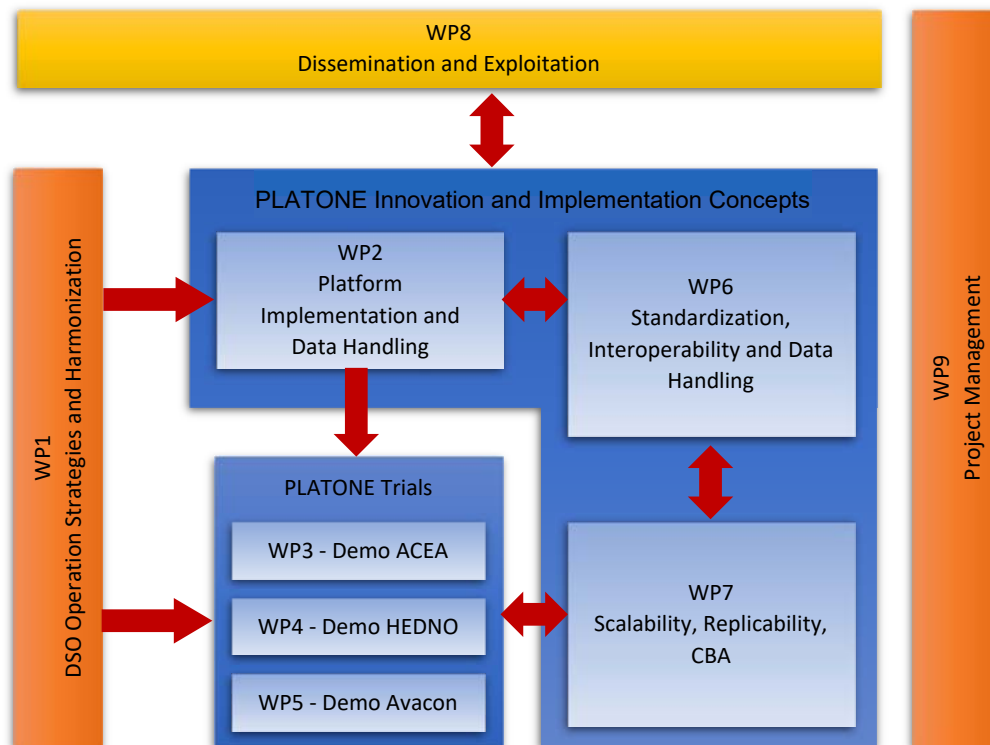 WP8
Dissemination and Exploitation
WP1
DSO Operation Strategies and Harmonization
PLATONE Innovation and Implementation Concepts
WP2
Platform
Implementation and
Data Handling
WP6
Standardization,
Interoperability and Data
Handling
PLATONE Trials
WP3 - Demo ACEA
WP4 - Demo HEDNO
WP5 - Demo Avacon
WP7
Scalability, Replicability,
CBA
WP9
Project Management